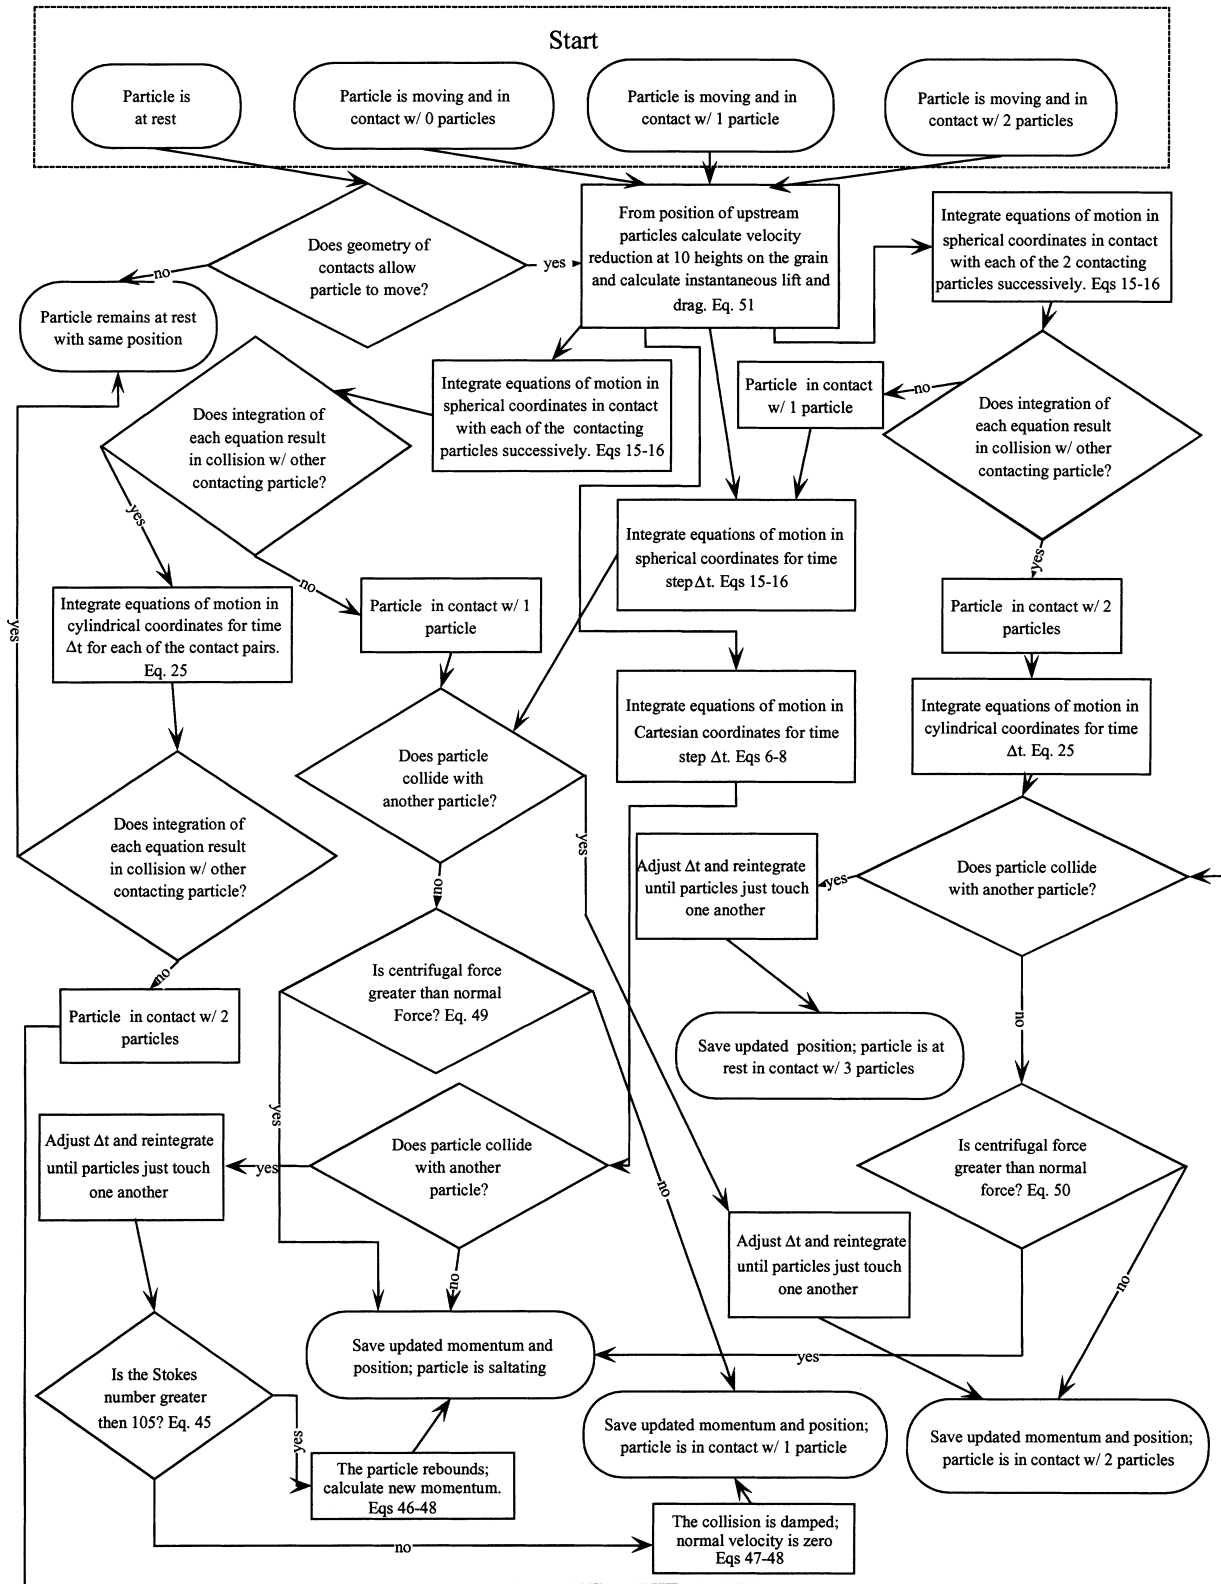 Start
Particle is
at rest
Particle is moving and in
contact w/ 0 particles
Particle is moving and in
contact w/ 1 particle
Particle is moving and in
contact w/ 2 particles
Does geometry of
contacts allow
particle to move?
no
yes
From position of upstream
particles calculate velocity
reduction at 10 heights on the grain
and calculate instantaneous lift and
drag. Eq. 51
Integrate equations of motion in
spherical coordinates in contact
with each of the 2 contacting
particles successively. Eqs 15-16
Particle remains at rest
with same position
Integrate equations of motion in
spherical coordinates in contact
with each of the contacting
particles successively. Eqs 15-16
Particle in contact
w/ 1 particle
no
Does integration of
each equation result
in collision w/ other
contacting particle?
Does integration of
each equation result
in collision w/ other
contacting particle?
yes
no
yes
yes
Integrate equations of motion in
spherical coordinates for time
step Δt. Eqs 15-16
Integrate equations of motion in
cylindrical coordinates for time
Δt for each of the contact pairs.
Eq. 25
Particle in contact w/ 1
particle
Particle in contact w/ 2
particles
Integrate equations of motion in
Cartesian coordinates for time
step Δt. Eqs 6-8
Integrate equations of motion in
cylindrical coordinates for time
Δt. Eq. 25
Does particle
collide with
another particle?
yes
no
Does integration of
each equation result
in collision w/ other
contacting particle?
no
Adjust Δt and reintegrate
until particles just touch
one another
yes
Does particle collide
with another particle?
no
Is centrifugal force
greater than normal
Force? Eq. 49
yes
no
Particle in contact w/ 2
particles
Save updated position; particle is at
rest in contact w/ 3 particles
Adjust Δt and reintegrate
until particles just touch
one another
yes
Does particle collide
with another
particle?
no
Is centrifugal force
greater than normal
force? Eq. 50
no
yes
Adjust Δt and reintegrate
until particles just touch
one another
Is the Stokes
number greater
then 105? Eq. 45
yes
no
Save updated momentum and
position; particle is saltating
Save updated momentum and position;
particle is in contact w/ 1 particle
Save updated momentum and position;
particle is in contact w/ 2 particles
The particle rebounds;
calculate new momentum.
Eqs 46-48
The collision is damped;
normal velocity is zero
Eqs 47-48